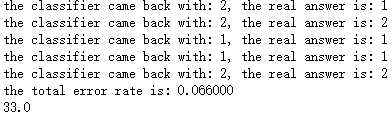 the classifier came back with: 2, the real answer is: 1
the classifier came back with: 2, the real answer is: 2
the classifier came back with: 1, the real answer is: 1
the classifier came back with: 1, the real answer is: 1
the classifier came back with: 2, the real answer is: 2
the total error rate is: 0.066000
33.0